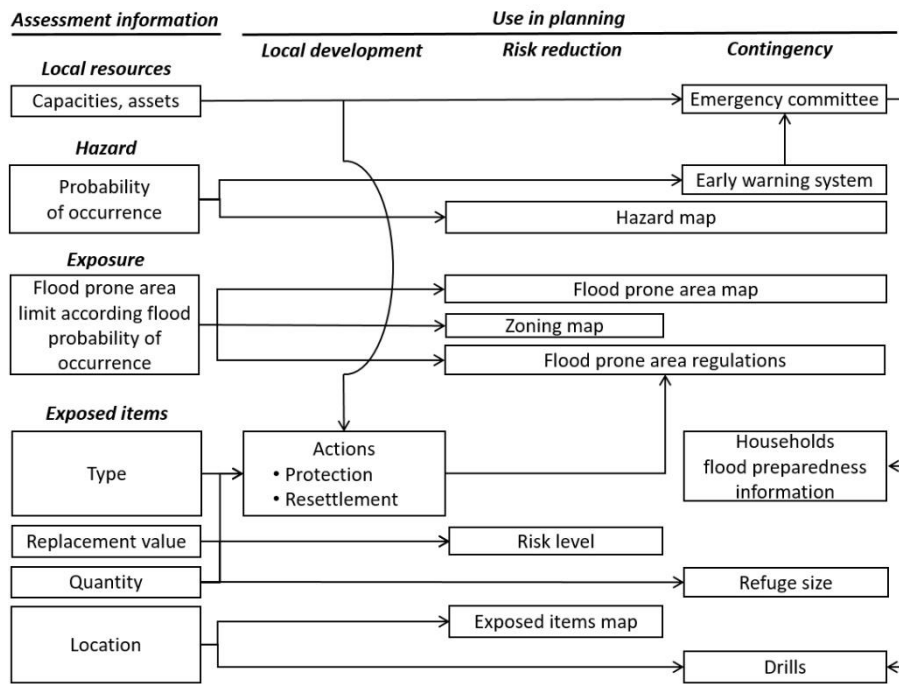 Assessment information
Use in planning
Local development
Risk reduction
Contingency
Local resources
Capacities, assets
Emergency committee
Hazard
Probability
of occurrence
Early warning system
Hazard map
Exposure
Flood prone area
limit according flood
probability of
occurrence
Flood prone area map
Zoning map
Flood prone area regulations
Exposed items
Type
Actions
• Protection
• Resettlement
Households
flood preparedness
information
Replacement value
Risk level
Quantity
Refuge size
Location
Exposed items map
Drills